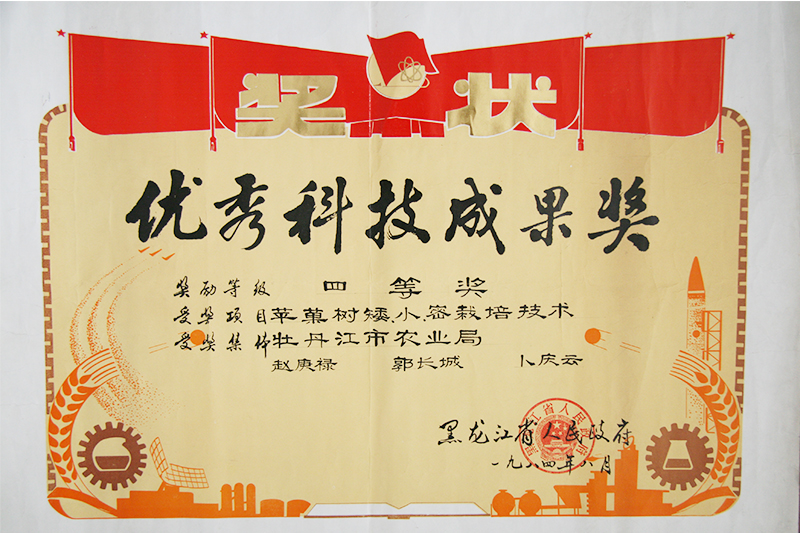 奖状
优秀科技成果奖
奖励等级 四等奖
受奖项目 苹菓树矮小密栽培技术
受奖集体 牡丹江市农业局
赵庚禄 郭长城 卜庆云
黑龙江省人民政府
一九八四年八月